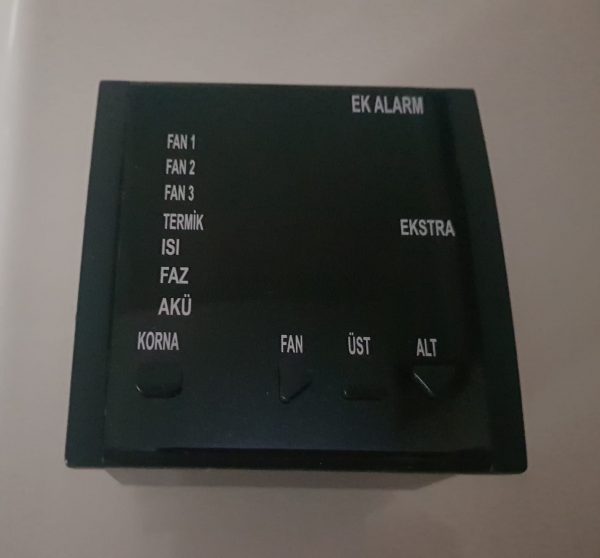 EK ALARM
FAN 1
FAN 2
FAN 3
TERMİK
EKSTRA
ISI
FAZ
AKÜ
KORNA FAN ÜST ALT